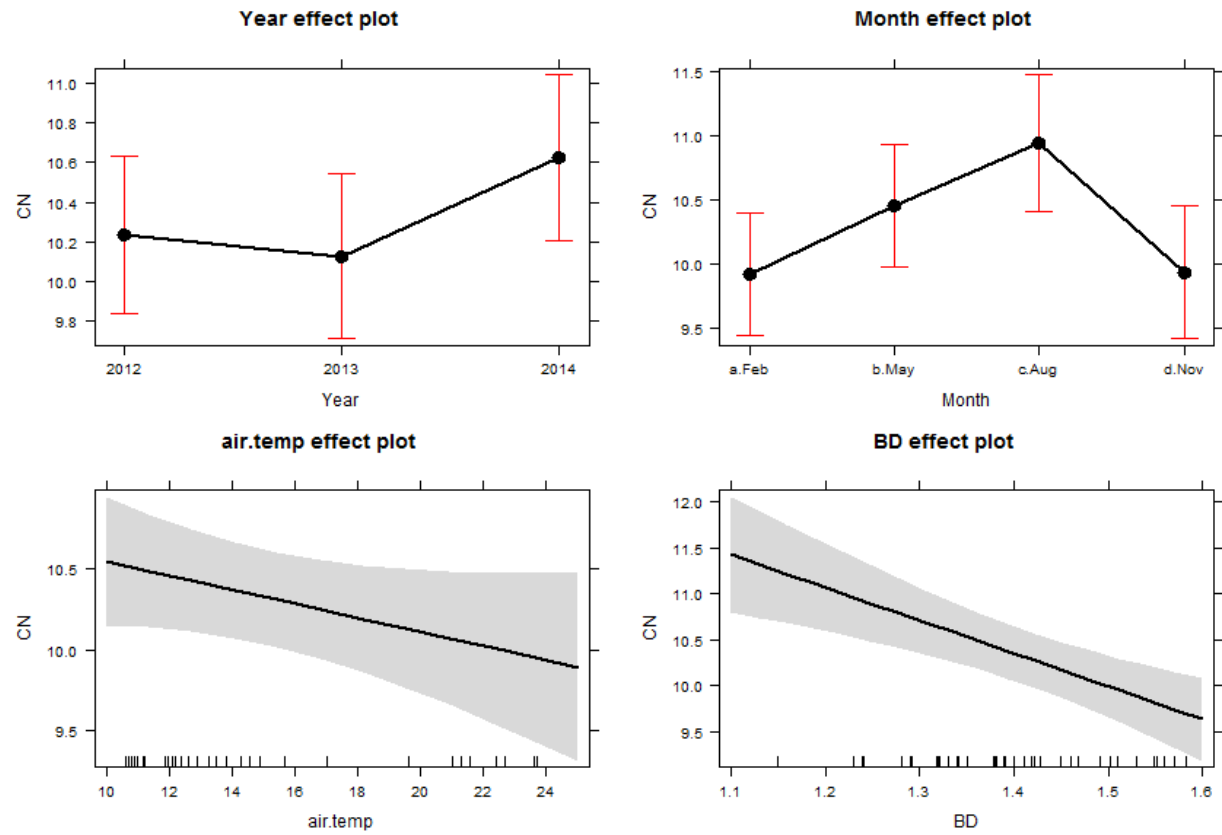 Year effect plot
CN
11.0
10.8
10.6
10.4
10.2
10.0
9.8
2012 2013 2014
Year
Month effect plot
CN
11.5
11.0
10.5
10.0
9.5
a.Feb b.May c.Aug d.Nov
Month
air.temp effect plot
CN
10.5
10.0
9.5
10 12 14 16 18 20 22 24
air.temp
BD effect plot
CN
12.0
11.5
11.0
10.5
10.0
9.5
1.1 1.2 1.3 1.4 1.5 1.6
BD